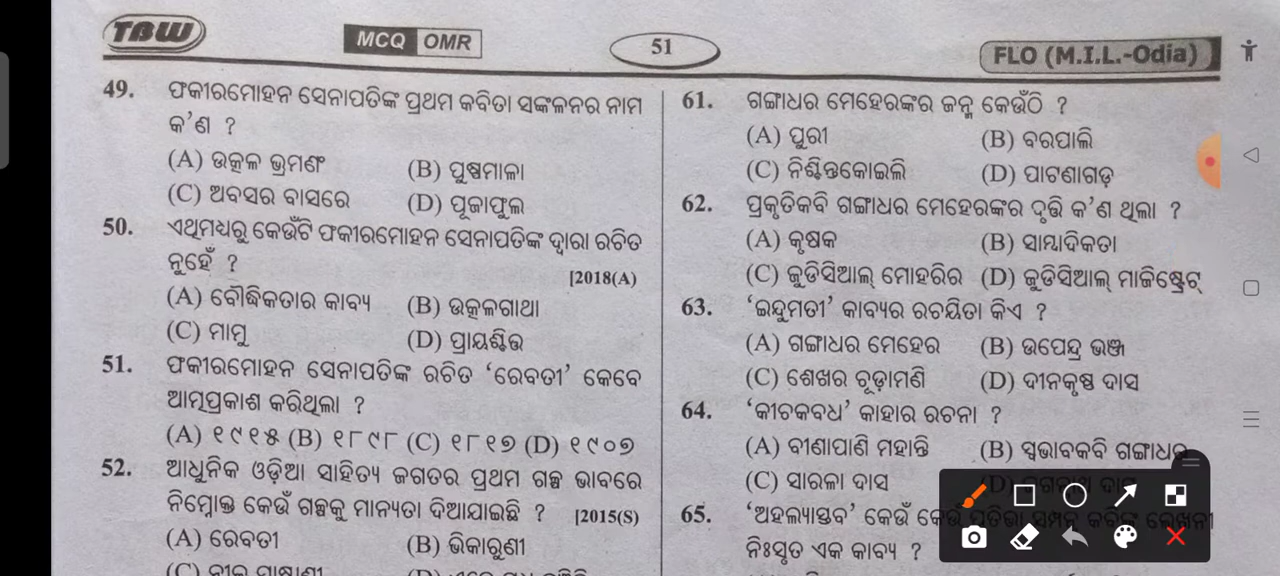 TBW
MCQ OMR
51
FLO (M.I.L.-Odia)
49. ଫକୀରମୋହନ ସେନାପତିଙ୍କ ପ୍ରଥମ କବିତା ସଙ୍କଳନର ନାମ
କ'ଣ ?
(A) ଉତ୍କଳ ଭ୍ରମଣଂ (B) ପୁଷ୍ପମାଳା
(C) ଅବସର ବାସରେ (D) ପୂଜାଫୁଲ
50. ଏଥିମଧ୍ୟରୁ କେଉଁଟି ଫକୀରମୋହନ ସେନାପତିଙ୍କ ଦ୍ୱାରା ରଚିତ
ନୁହେଁ ? [2018(A)
(A) ବୌଦ୍ଧିକତାର କାବ୍ୟ (B) ଉତ୍କଳଗାଥା
(C) ମାମୁ (D) ପ୍ରାୟଶ୍ଚିତ୍ତ
51. ଫକୀରମୋହନ ସେନାପତିଙ୍କ ରଚିତ 'ରେବତୀ' କେବେ
ଆତ୍ମପ୍ରକାଶ କରିଥିଲା ?
(A) ୧୯୧୫ (B) ୧୮୯୮ (C) ୧୮୧୭ (D) ୧୯୦୭
52. ଆଧୁନିକ ଓଡ଼ିଆ ସାହିତ୍ୟ ଜଗତର ପ୍ରଥମ ଗଳ୍ପ ଭାବରେ
ନିମ୍ନୋକ୍ତ କେଉଁ ଗଳ୍ପକୁ ମାନ୍ୟତା ଦିଆଯାଇଛି ? [2015(S)
(A) ରେବତୀ (B) ଭିକାରୁଣୀ
(C) (D)
61. ଗଙ୍ଗାଧର ମେହେରଙ୍କର ଜନ୍ମ କେଉଁଠି ?
(A) ପୁରୀ (B) ବରପାଲି
(C) ନିଶ୍ଚିନ୍ତକୋଇଲି (D) ପାଟଣାଗଡ଼
62. ପ୍ରକୃତିକବି ଗଙ୍ଗାଧର ମେହେରଙ୍କର ବୃତ୍ତି କ'ଣ ଥିଲା ?
(A) କୃଷକ (B) ସାମ୍ବାଦିକତା
(C) ଜୁଡିସିଆଲ୍ ମୋହରିର (D) ଜୁଡିସିଆଲ୍ ମାଜିଷ୍ଟ୍ରେଟ୍
63. 'ଇନ୍ଦୁମତୀ' କାବ୍ୟର ରଚୟିତା କିଏ ?
(A) ଗଙ୍ଗାଧର ମେହେର (B) ଉପେନ୍ଦ୍ର ଭଞ୍ଜ
(C) ଶେଖର ଚୂଡ଼ାମଣି (D) ଦୀନକୃଷ୍ଣ ଦାସ
64. 'କୀଚକବଧ' କାହାର ରଚନା ?
(A) ବୀଣାପାଣି ମହାନ୍ତି (B) ସ୍ବଭାବକବି ଗଙ୍ଗାଧର
(C) ସାରଳା ଦାସ (D)
65. 'ଅହଲ୍ୟାସ୍ତବ' କେଉଁ
ନିଃସୃତ ଏକ କାବ୍ୟ ?